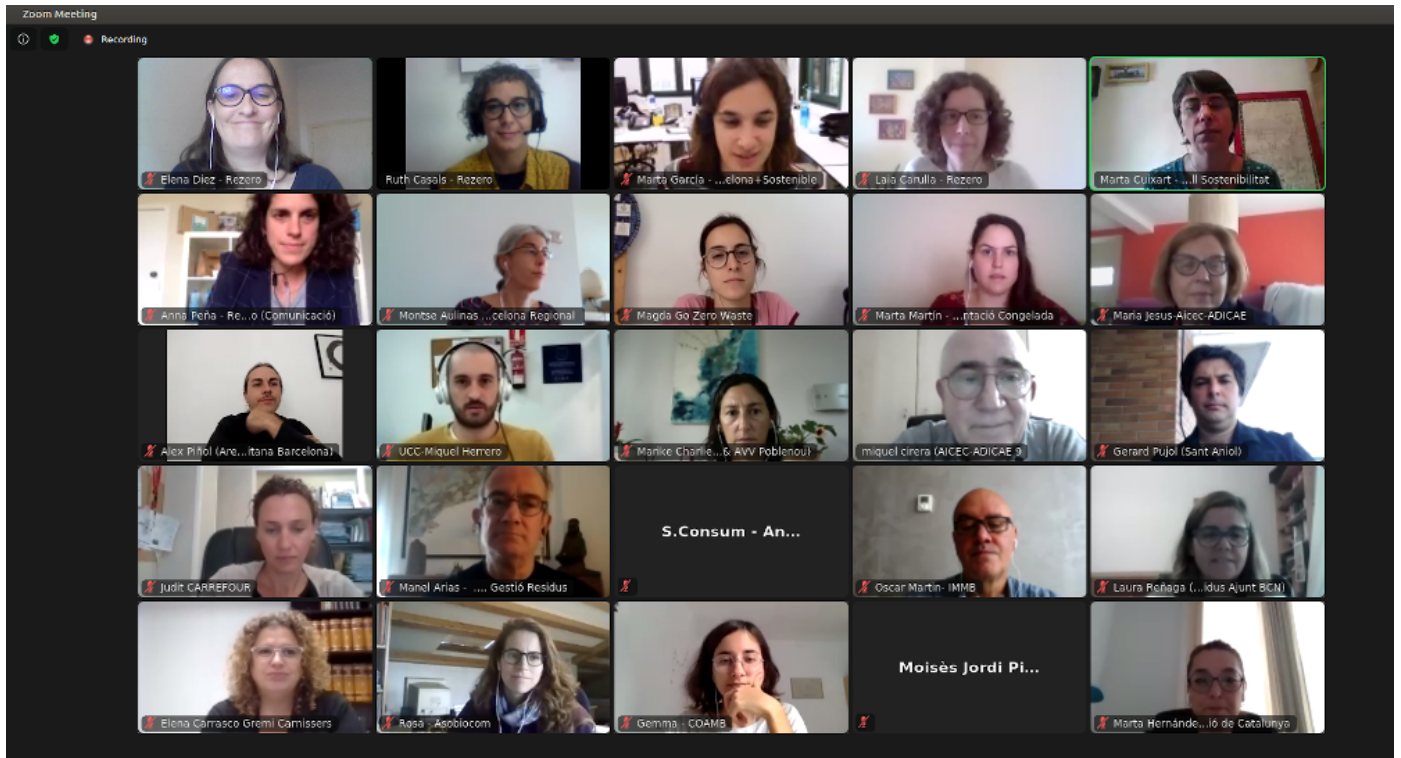 Zoom Meeting
Recording
Elena Díez - Rezero
Ruth Casals - Rezero
Marta García - ...elona+Sostenible
Laia Carulla - Rezero
Marta Cuixart - ...ll Sostenibilitat
Anna Peña - Re...o (Comunicació)
Montse Aulinas ...celona Regional
Magda Go Zero Waste
Marta Martín - ...ntació Congelada
Maria Jesus-Aicec-ADICAE
Alex Piñol (Are...itana Barcelona)
UCC-Miquel Herrero
Marike Charlie...& AVV Poblenou)
miquel cirera (AICEC-ADICAE 9
Gerard Pujol (Sant Aniol)
Judit CARREFOUR
Manel Arias - .... Gestió Residus
S.Consum - An...
Oscar Martin- IMMB
Laura Reñaga (...idus Ajunt BCN)
Elena Carrasco Gremi Carnissers
Rosa - Asobiocom
Gemma - COAMB
Moisès Jordi Pi...
Marta Hernánde...ió de Catalunya